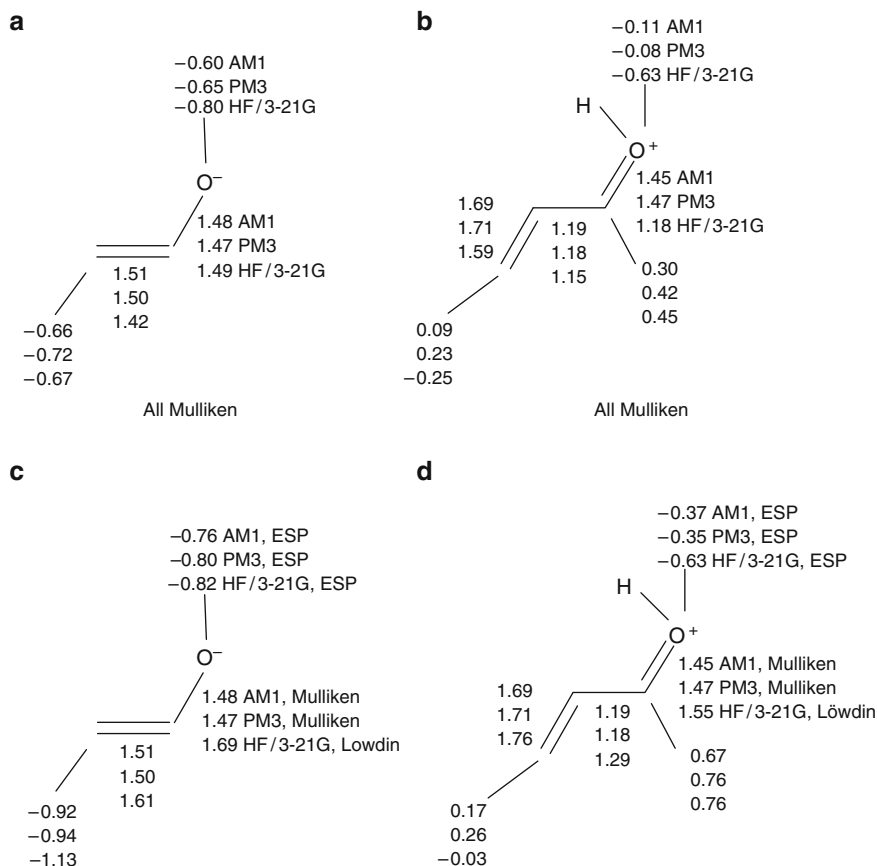 a
−0.60 AM1
−0.65 PM3
−0.80 HF/3-21G
O−
1.48 AM1
1.47 PM3
1.49 HF/3-21G
1.51
1.50
1.42
−0.66
−0.72
−0.67
All Mulliken
b
−0.11 AM1
−0.08 PM3
−0.63 HF/3-21G
H
O+
1.45 AM1
1.47 PM3
1.18 HF/3-21G
1.69
1.71
1.59
1.19
1.18
1.15
0.30
0.42
0.45
0.09
0.23
−0.25
All Mulliken
c
−0.76 AM1, ESP
−0.80 PM3, ESP
−0.82 HF/3-21G, ESP
O−
1.48 AM1, Mulliken
1.47 PM3, Mulliken
1.69 HF/3-21G, Lowdin
1.51
1.50
1.61
−0.92
−0.94
−1.13
d
−0.37 AM1, ESP
−0.35 PM3, ESP
−0.63 HF/3-21G, ESP
H
O+
1.45 AM1, Mulliken
1.47 PM3, Mulliken
1.55 HF/3-21G, Löwdin
1.69
1.71
1.76
1.19
1.18
1.29
0.67
0.76
0.76
0.17
0.26
−0.03